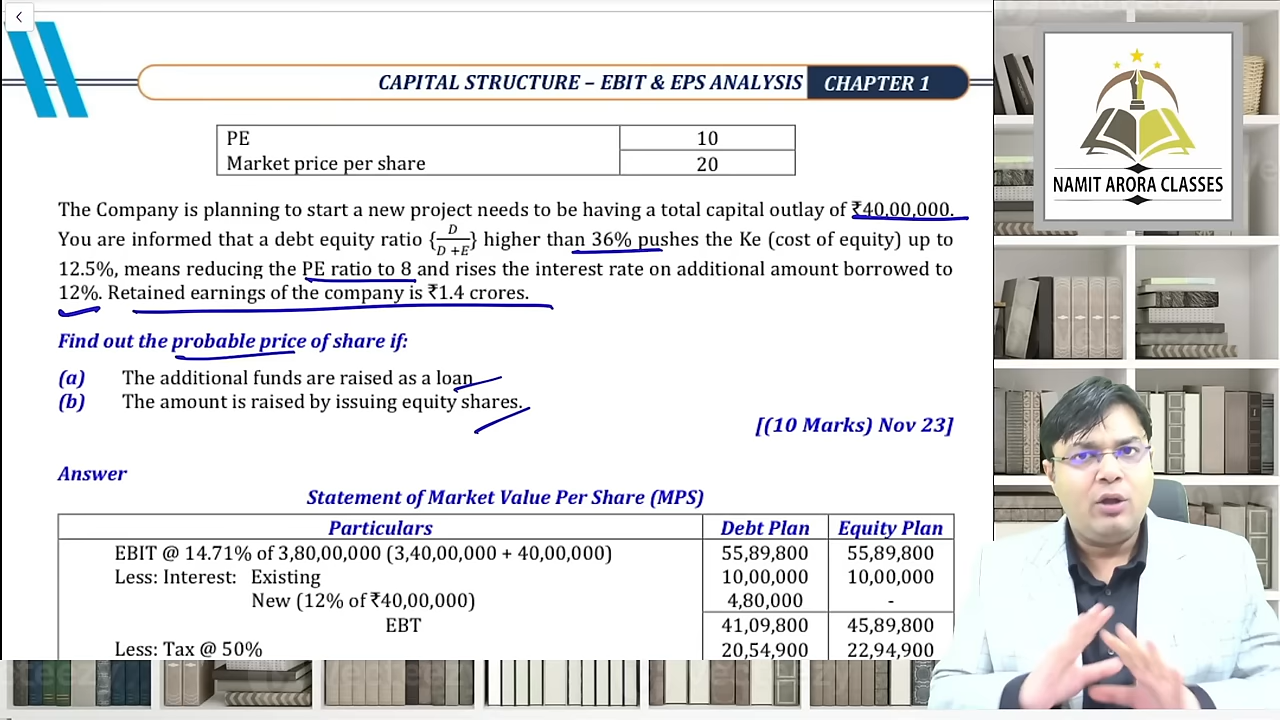 CAPITAL STRUCTURE – EBIT & EPS ANALYSIS CHAPTER 1
PE 10
Market price per share 20
NAMIT ARORA CLASSES
The Company is planning to start a new project needs to be having a total capital outlay of ₹40,00,000.
You are informed that a debt equity ratio {D/D+E} higher than 36% pushes the Ke (cost of equity) up to
12.5%, means reducing the PE ratio to 8 and rises the interest rate on additional amount borrowed to
12%. Retained earnings of the company is ₹1.4 crores.
Find out the probable price of share if:
(a) The additional funds are raised as a loan
(b) The amount is raised by issuing equity shares.
[(10 Marks) Nov 23]
Answer
Statement of Market Value Per Share (MPS)
Particulars Debt Plan Equity Plan
EBIT @ 14.71% of 3,80,00,000 (3,40,00,000 + 40,00,000) 55,89,800 55,89,800
Less: Interest: Existing 10,00,000 10,00,000
New (12% of ₹40,00,000) 4,80,000 -
EBT 41,09,800 45,89,800
Less: Tax @ 50% 20,54,900 22,94,900